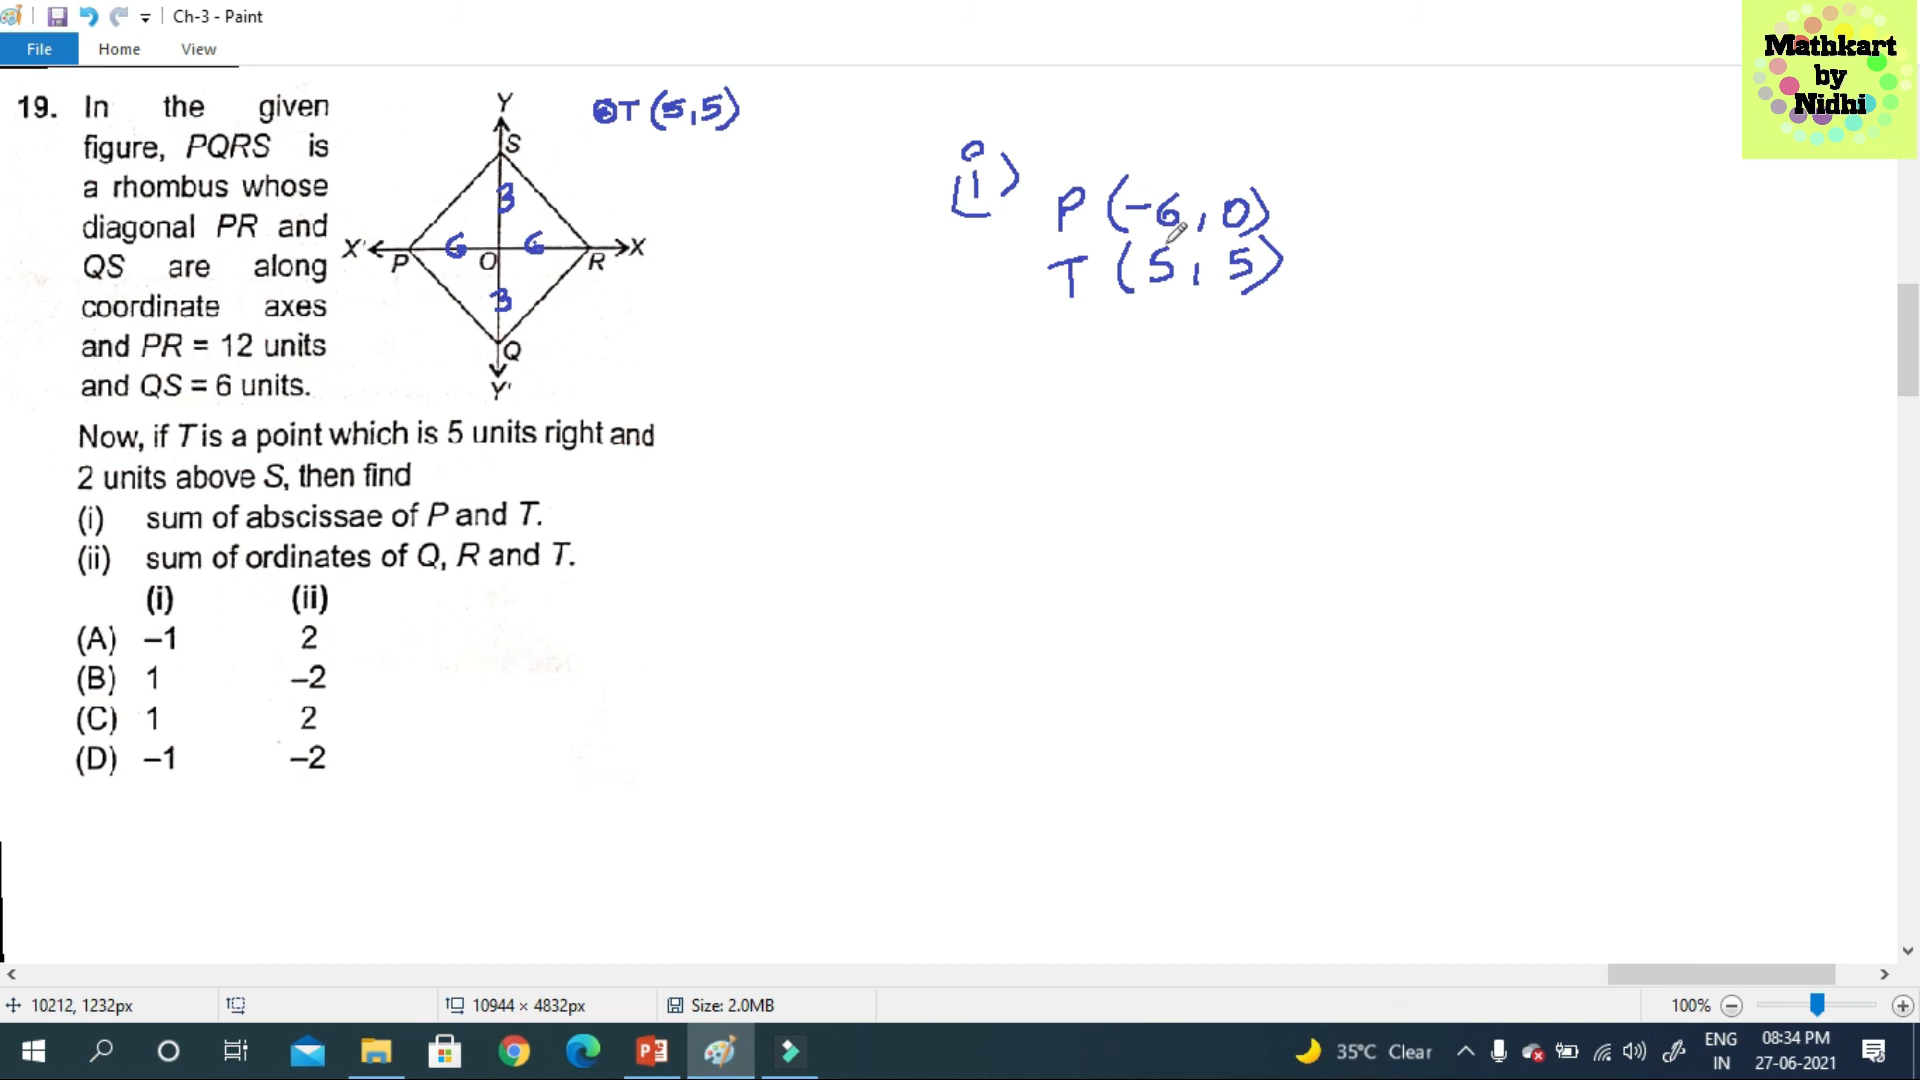 Ch-3 - Paint
File Home View
Mathkart
by
Nidhi
19. In the given
figure, PQRS is
a rhombus whose
diagonal PR and
QS are along
coordinate axes
and PR = 12 units
and QS = 6 units.
Y
S
3
X' P 6 O 6 R X
3
Q
Y'
T (5,5)
(i)
P (-6, 0)
T (5, 5)
Now, if T is a point which is 5 units right and
2 units above S, then find
(i) sum of abscissae of P and T.
(ii) sum of ordinates of Q, R and T.
(i) (ii)
(A) –1 2
(B) 1 –2
(C) 1 2
(D) –1 –2
10212, 1232px 10944 × 4832px Size: 2.0MB 100%
35°C Clear ENG IN 08:34 PM 27-06-2021